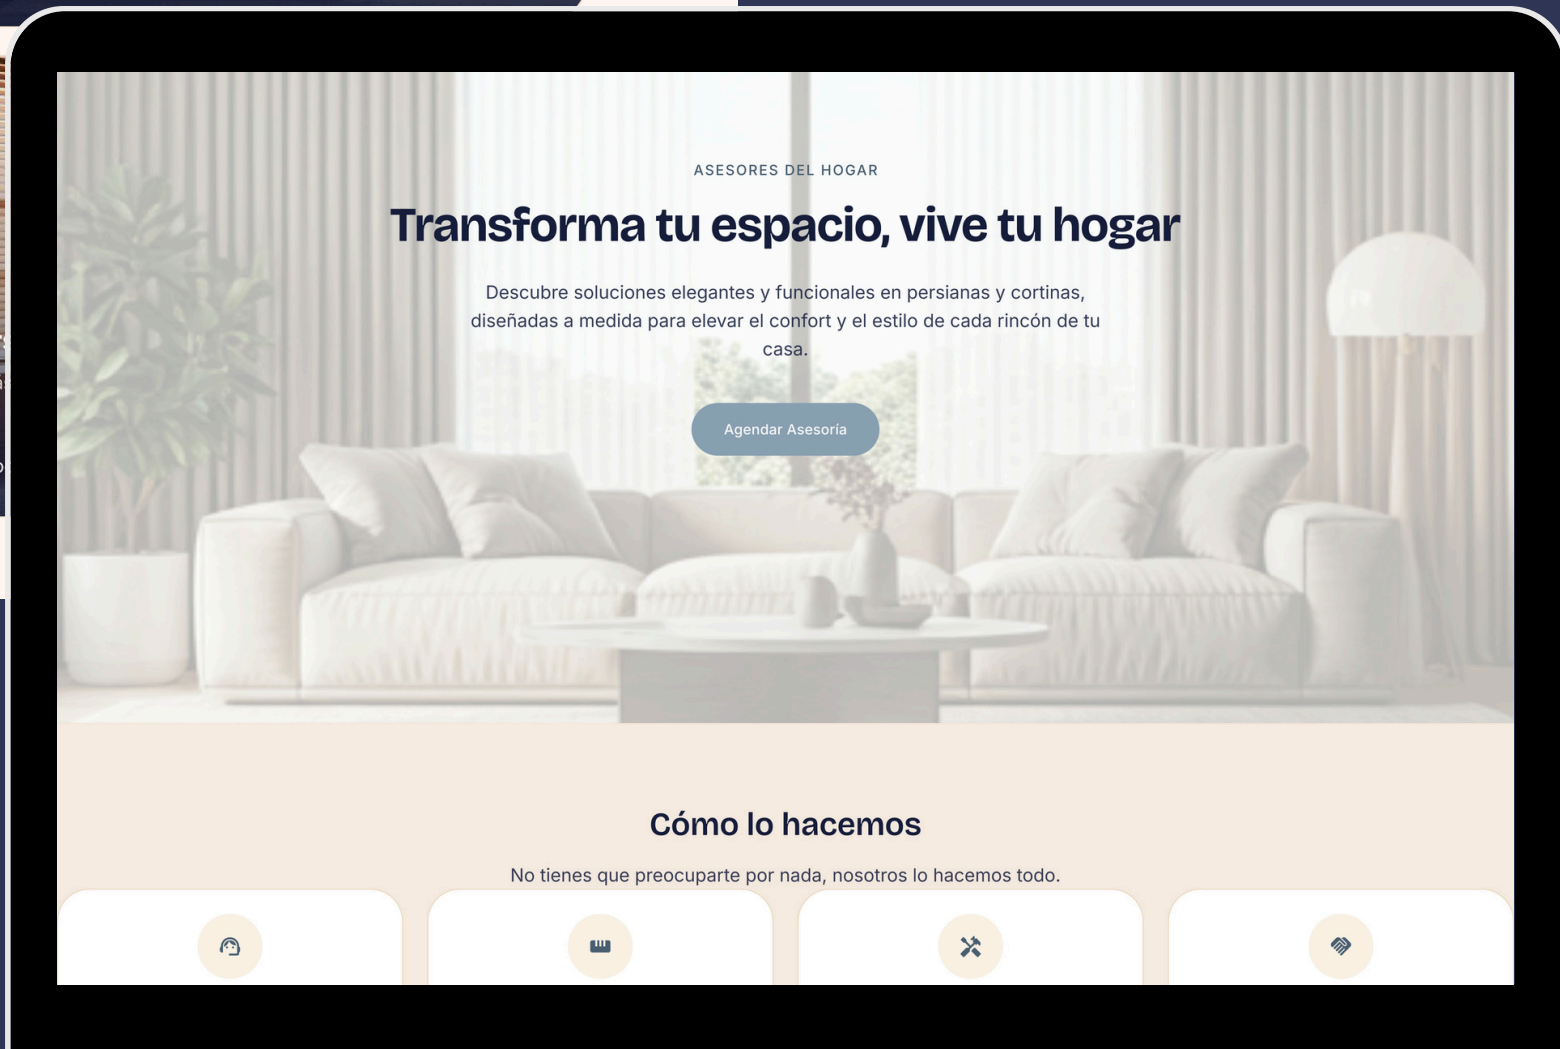 ASESORES DEL HOGAR
Transforma tu espacio, vive tu hogar
Descubre soluciones elegantes y funcionales en persianas y cortinas,
diseñadas a medida para elevar el confort y el estilo de cada rincón de tu
casa.
Agendar Asesoría
Cómo lo hacemos
No tienes que preocuparte por nada, nosotros lo hacemos todo.